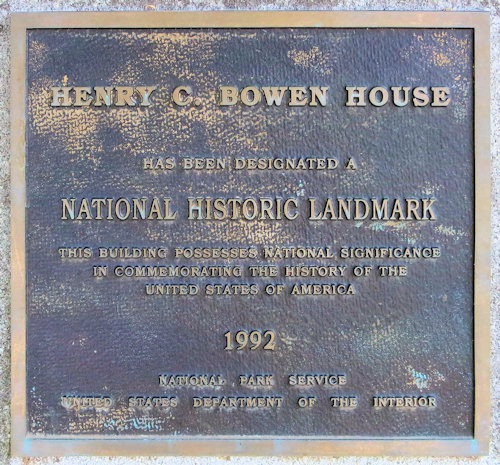 HENRY C. BOWEN HOUSE
HAS BEEN DESIGNATED A
NATIONAL HISTORIC LANDMARK
THIS BUILDING POSSESSES NATIONAL SIGNIFICANCE
IN COMMEMORATING THE HISTORY OF THE
UNITED STATES OF AMERICA
1992
NATIONAL PARK SERVICE
UNITED STATES DEPARTMENT OF THE INTERIOR